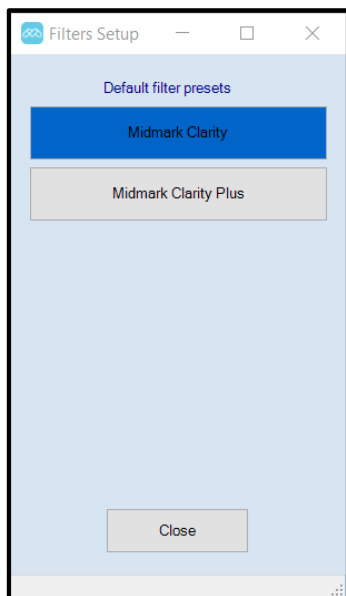 Filters Setup
Default filter presets
Midmark Clarity
Midmark Clarity Plus
Close